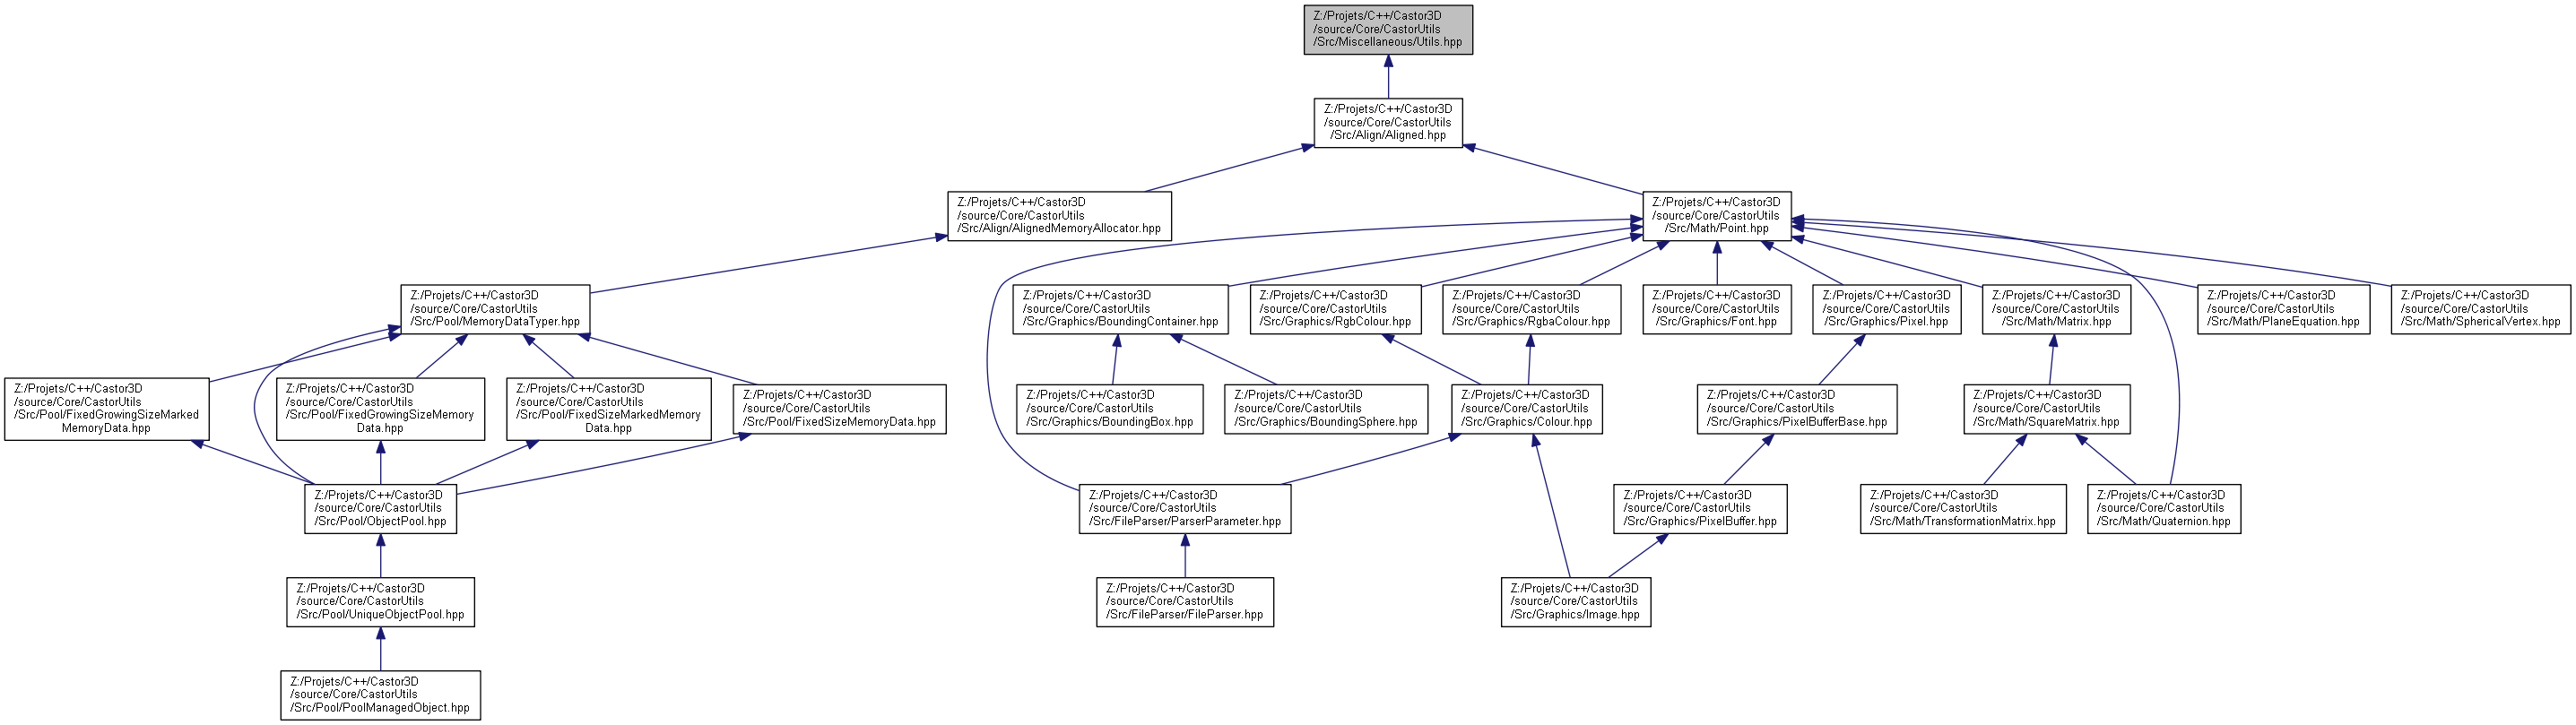 Z:/Projets/C++/Castor3D
/source/Core/CastorUtils
/Src/Miscellaneous/Utils.hpp
Z:/Projets/C++/Castor3D
/source/Core/CastorUtils
/Src/Align/Aligned.hpp
Z:/Projets/C++/Castor3D
/source/Core/CastorUtils
/Src/Align/AlignedMemoryAllocator.hpp
Z:/Projets/C++/Castor3D
/source/Core/CastorUtils
/Src/Math/Point.hpp
Z:/Projets/C++/Castor3D
/source/Core/CastorUtils
/Src/Pool/MemoryDataTyper.hpp
Z:/Projets/C++/Castor3D
/source/Core/CastorUtils
/Src/Graphics/BoundingContainer.hpp
Z:/Projets/C++/Castor3D
/source/Core/CastorUtils
/Src/Graphics/RgbColour.hpp
Z:/Projets/C++/Castor3D
/source/Core/CastorUtils
/Src/Graphics/RgbaColour.hpp
Z:/Projets/C++/Castor3D
/source/Core/CastorUtils
/Src/Graphics/Font.hpp
Z:/Projets/C++/Castor3D
/source/Core/CastorUtils
/Src/Graphics/Pixel.hpp
Z:/Projets/C++/Castor3D
/source/Core/CastorUtils
/Src/Math/Matrix.hpp
Z:/Projets/C++/Castor3D
/source/Core/CastorUtils
/Src/Math/PlaneEquation.hpp
Z:/Projets/C++/Castor3D
/source/Core/CastorUtils
/Src/Math/SphericalVertex.hpp
Z:/Projets/C++/Castor3D
/source/Core/CastorUtils
/Src/Pool/FixedGrowingSizeMarked
MemoryData.hpp
Z:/Projets/C++/Castor3D
/source/Core/CastorUtils
/Src/Pool/FixedGrowingSizeMemory
Data.hpp
Z:/Projets/C++/Castor3D
/source/Core/CastorUtils
/Src/Pool/FixedSizeMarkedMemory
Data.hpp
Z:/Projets/C++/Castor3D
/source/Core/CastorUtils
/Src/Pool/FixedSizeMemoryData.hpp
Z:/Projets/C++/Castor3D
/source/Core/CastorUtils
/Src/Graphics/BoundingBox.hpp
Z:/Projets/C++/Castor3D
/source/Core/CastorUtils
/Src/Graphics/BoundingSphere.hpp
Z:/Projets/C++/Castor3D
/source/Core/CastorUtils
/Src/Graphics/Colour.hpp
Z:/Projets/C++/Castor3D
/source/Core/CastorUtils
/Src/Graphics/PixelBufferBase.hpp
Z:/Projets/C++/Castor3D
/source/Core/CastorUtils
/Src/Math/SquareMatrix.hpp
Z:/Projets/C++/Castor3D
/source/Core/CastorUtils
/Src/Pool/ObjectPool.hpp
Z:/Projets/C++/Castor3D
/source/Core/CastorUtils
/Src/FileParser/ParserParameter.hpp
Z:/Projets/C++/Castor3D
/source/Core/CastorUtils
/Src/Graphics/PixelBuffer.hpp
Z:/Projets/C++/Castor3D
/source/Core/CastorUtils
/Src/Math/TransformationMatrix.hpp
Z:/Projets/C++/Castor3D
/source/Core/CastorUtils
/Src/Math/Quaternion.hpp
Z:/Projets/C++/Castor3D
/source/Core/CastorUtils
/Src/Pool/UniqueObjectPool.hpp
Z:/Projets/C++/Castor3D
/source/Core/CastorUtils
/Src/FileParser/FileParser.hpp
Z:/Projets/C++/Castor3D
/source/Core/CastorUtils
/Src/Graphics/Image.hpp
Z:/Projets/C++/Castor3D
/source/Core/CastorUtils
/Src/Pool/PoolManagedObject.hpp